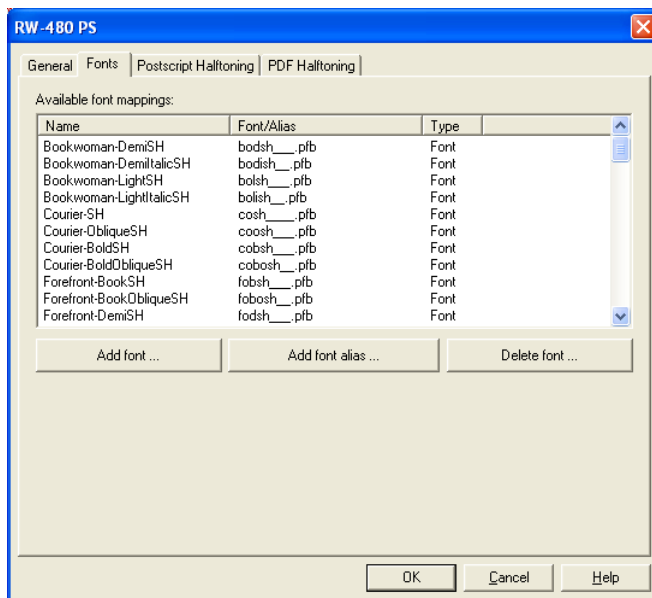 RW-480 PS
General Fonts Postscript Halftoning PDF Halftoning
Available font mappings:
Name Font/Alias Type
Bookwoman-DemiSH bodsh___.pfb Font
Bookwoman-DemiItalicSH bodish__.pfb Font
Bookwoman-LightSH bolsh___.pfb Font
Bookwoman-LightItalicSH bolish__.pfb Font
Courier-SH cosh____.pfb Font
Courier-ObliqueSH coosh___.pfb Font
Courier-BoldSH cobsh___.pfb Font
Courier-BoldObliqueSH cobosh__.pfb Font
Forefront-BookSH fobsh___.pfb Font
Forefront-BookObliqueSH fobosh__.pfb Font
Forefront-DemiSH fodsh___.pfb Font
Add font ... Add font alias ... Delete font ...
OK Cancel Help